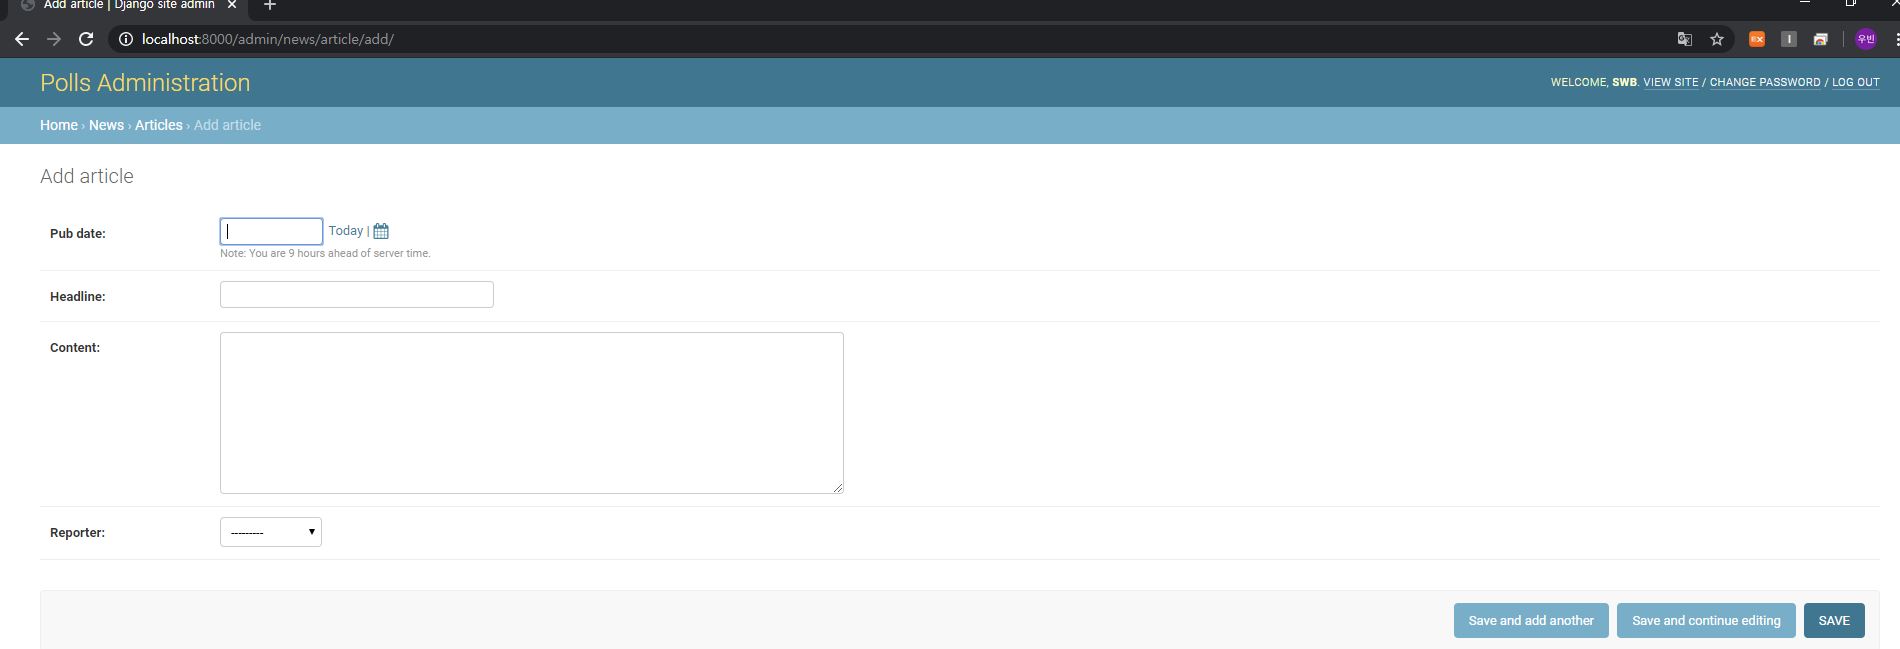 Add article | Django site admin
localhost:8000/admin/news/article/add/
우빈
Polls Administration
WELCOME, SWB. VIEW SITE / CHANGE PASSWORD / LOG OUT
Home › News › Articles › Add article
Add article
Pub date:
Today |
Note: You are 9 hours ahead of server time.
Headline:
Content:
Reporter:
---------
Save and add another
Save and continue editing
SAVE